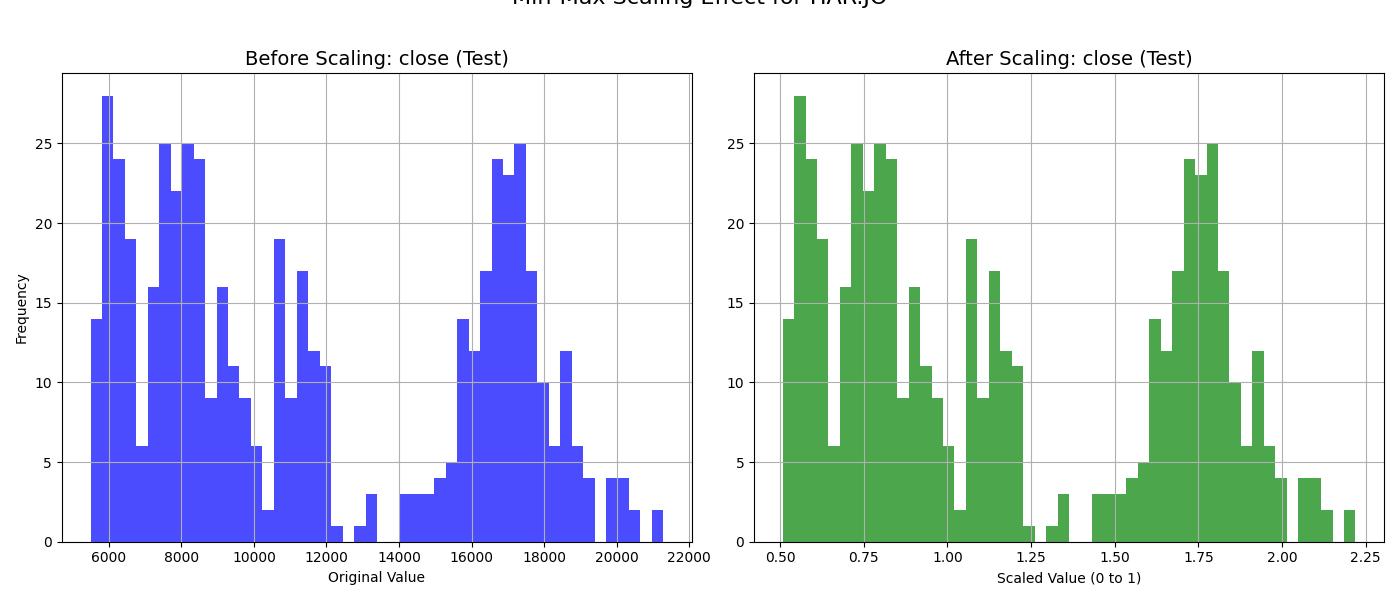 Min-Max Scaling Effect for HAR.JO
Before Scaling: close (Test)
After Scaling: close (Test)
Frequency
25
20
15
10
5
0
6000 8000 10000 12000 14000 16000 18000 20000 22000
Original Value
25
20
15
10
5
0
0.50 0.75 1.00 1.25 1.50 1.75 2.00 2.25
Scaled Value (0 to 1)